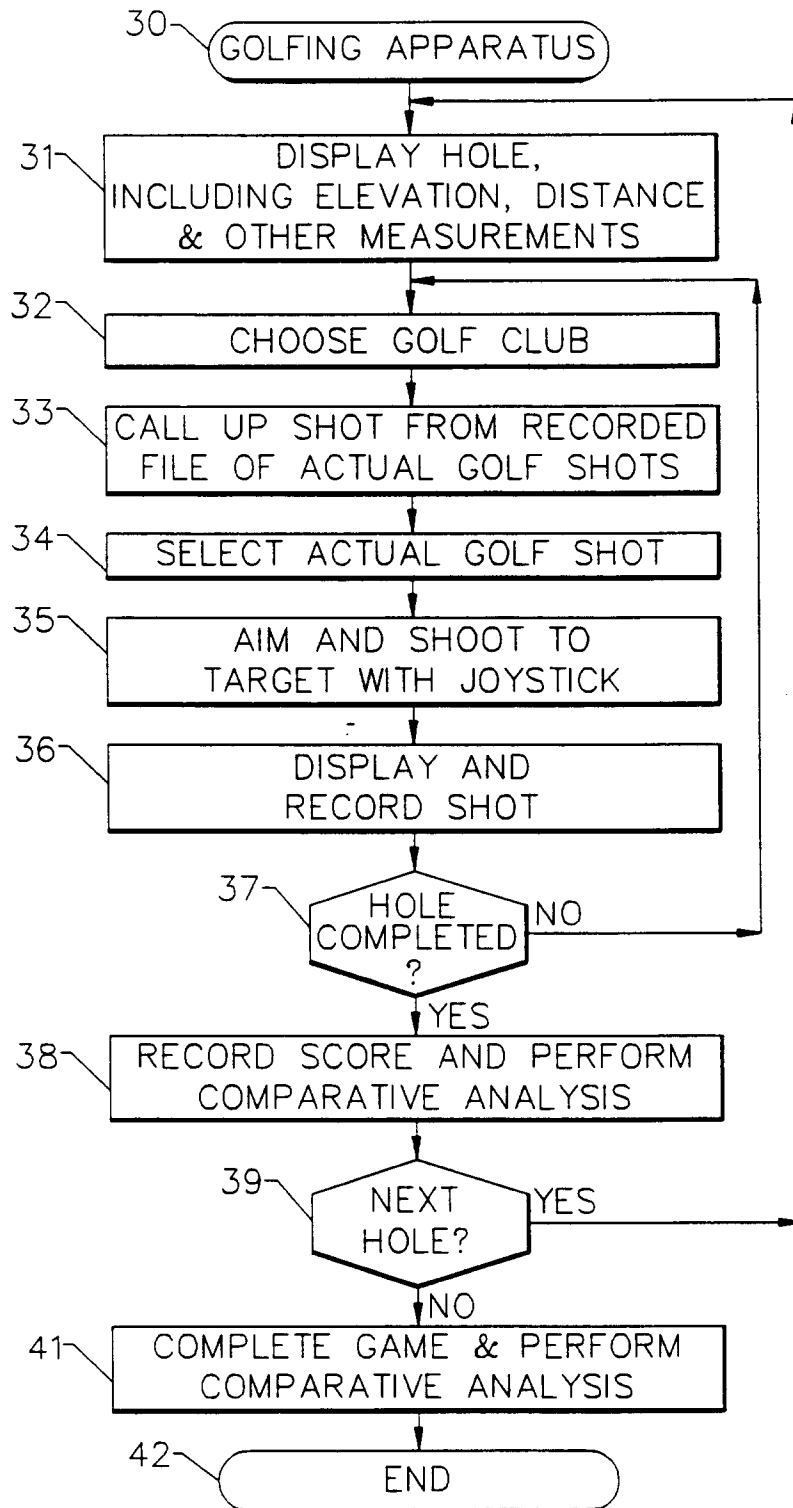 30
GOLFING APPARATUS
31
DISPLAY HOLE,
INCLUDING ELEVATION, DISTANCE
& OTHER MEASUREMENTS
32
CHOOSE GOLF CLUB
33
CALL UP SHOT FROM RECORDED
FILE OF ACTUAL GOLF SHOTS
34
SELECT ACTUAL GOLF SHOT
35
AIM AND SHOOT TO
TARGET WITH JOYSTICK
36
DISPLAY AND
RECORD SHOT
37
HOLE
COMPLETED
?
NO
YES
38
RECORD SCORE AND PERFORM
COMPARATIVE ANALYSIS
39
NEXT
HOLE?
YES
NO
41
COMPLETE GAME & PERFORM
COMPARATIVE ANALYSIS
42
END